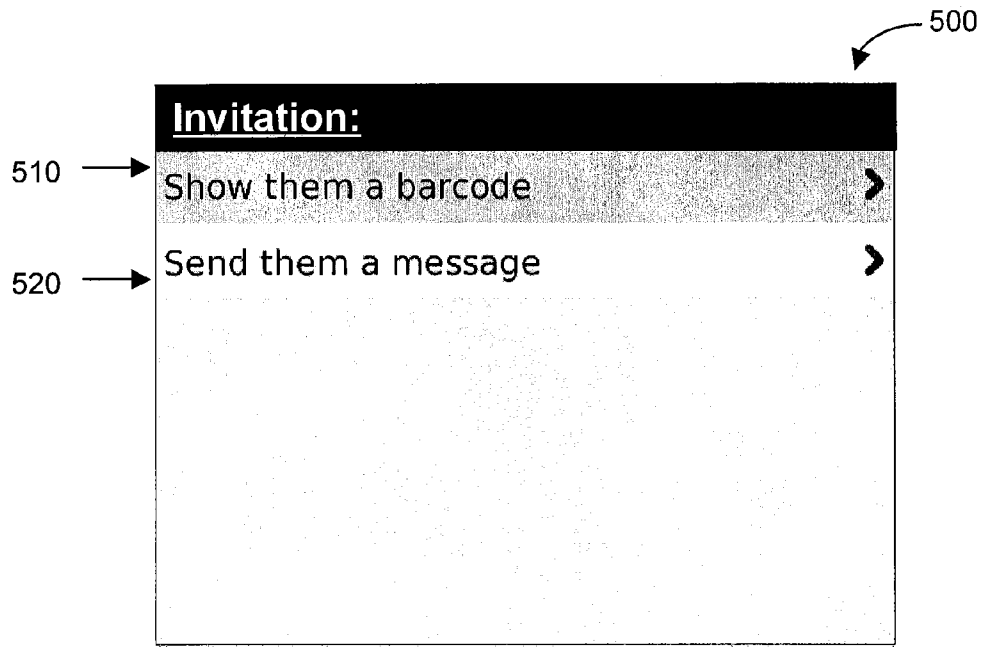 500
Invitation:
510
Show them a barcode
Send them a message
520